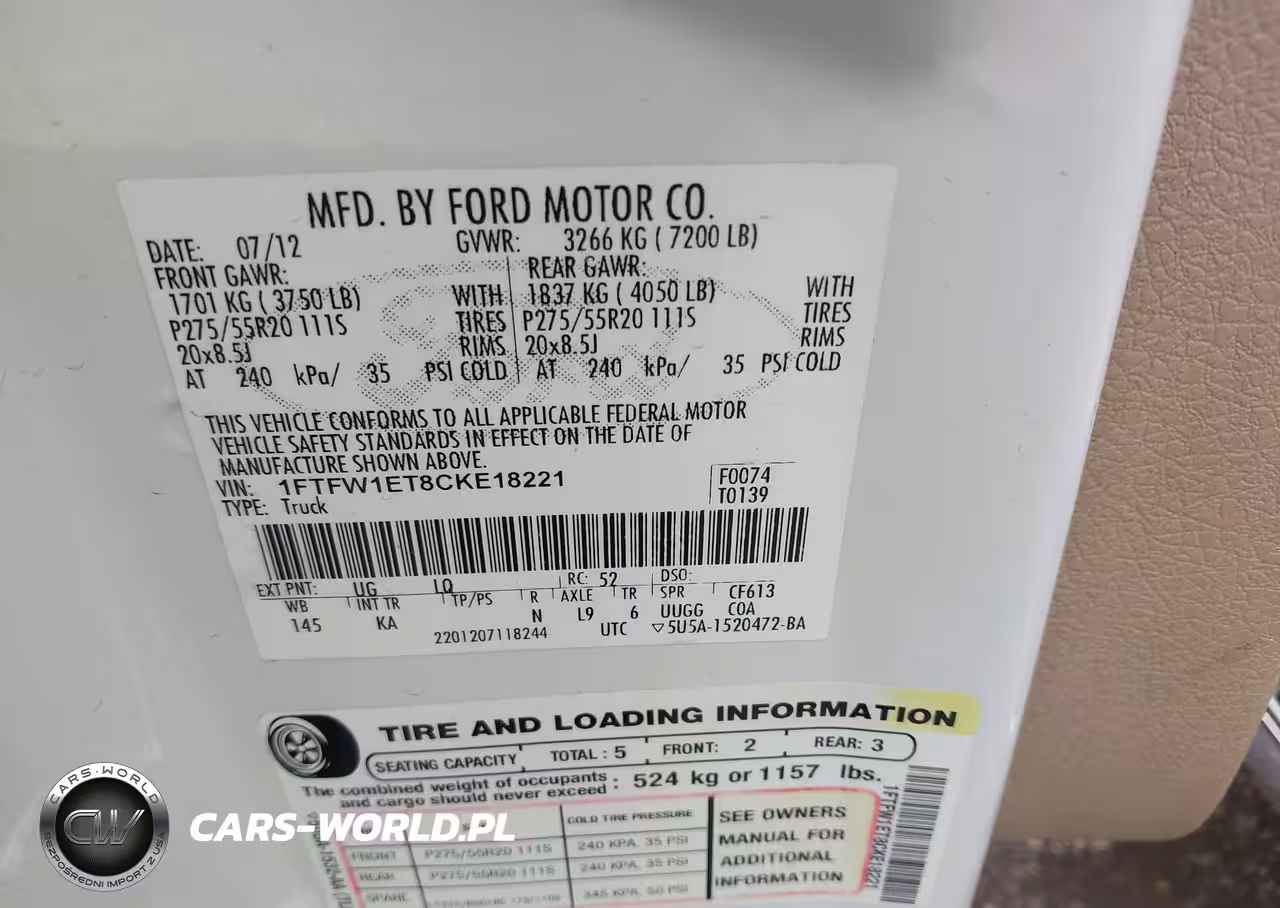 MFD. BY FORD MOTOR CO.
DATE: 07/12 GVWR: 3266 KG ( 7200 LB)
FRONT GAWR: REAR GAWR:
1701 KG ( 3750 LB) WITH 1837 KG ( 4050 LB) WITH
P275/55R20 111S TIRES P275/55R20 111S TIRES
20x8.5J RIMS 20x8.5J RIMS
AT 240 kPa/ 35 PSI COLD AT 240 kPa/ 35 PSI COLD
THIS VEHICLE CONFORMS TO ALL APPLICABLE FEDERAL MOTOR
VEHICLE SAFETY STANDARDS IN EFFECT ON THE DATE OF
MANUFACTURE SHOWN ABOVE.
VIN: 1FTFW1ET8CKE18221 F0074
TYPE: Truck T0139
EXT PNT: UG LQ RC: 52 DSO:
WB INT TR TP/PS R AXLE TR SPR CF613
145 KA N L9 6 UUGG COA
2201207118244 UTC ▽5U5A-1520472-BA
TIRE AND LOADING INFORMATION
SEATING CAPACITY TOTAL : 5 FRONT: 2 REAR: 3
The combined weight of occupants
and cargo should never exceed : 524 kg or 1157 lbs.
COLD TIRE PRESSURE
FRONT P275/55R20 111S 240 KPA, 35 PSI
REAR P275/55R20 111S 240 KPA, 35 PSI
SPARE
SEE OWNERS
MANUAL FOR
ADDITIONAL
INFORMATION
1FTFW1ET8CKE18221
CARS-WORLD
CW
BEZPOŚREDNI IMPORT Z USA
CARS-WORLD.PL